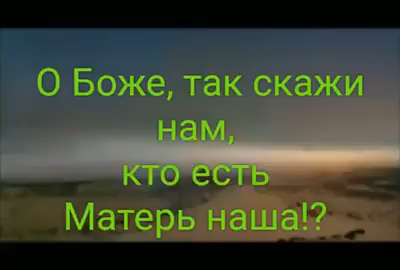 О Боже, так скажи
нам,
кто есть
Матерь наша!?